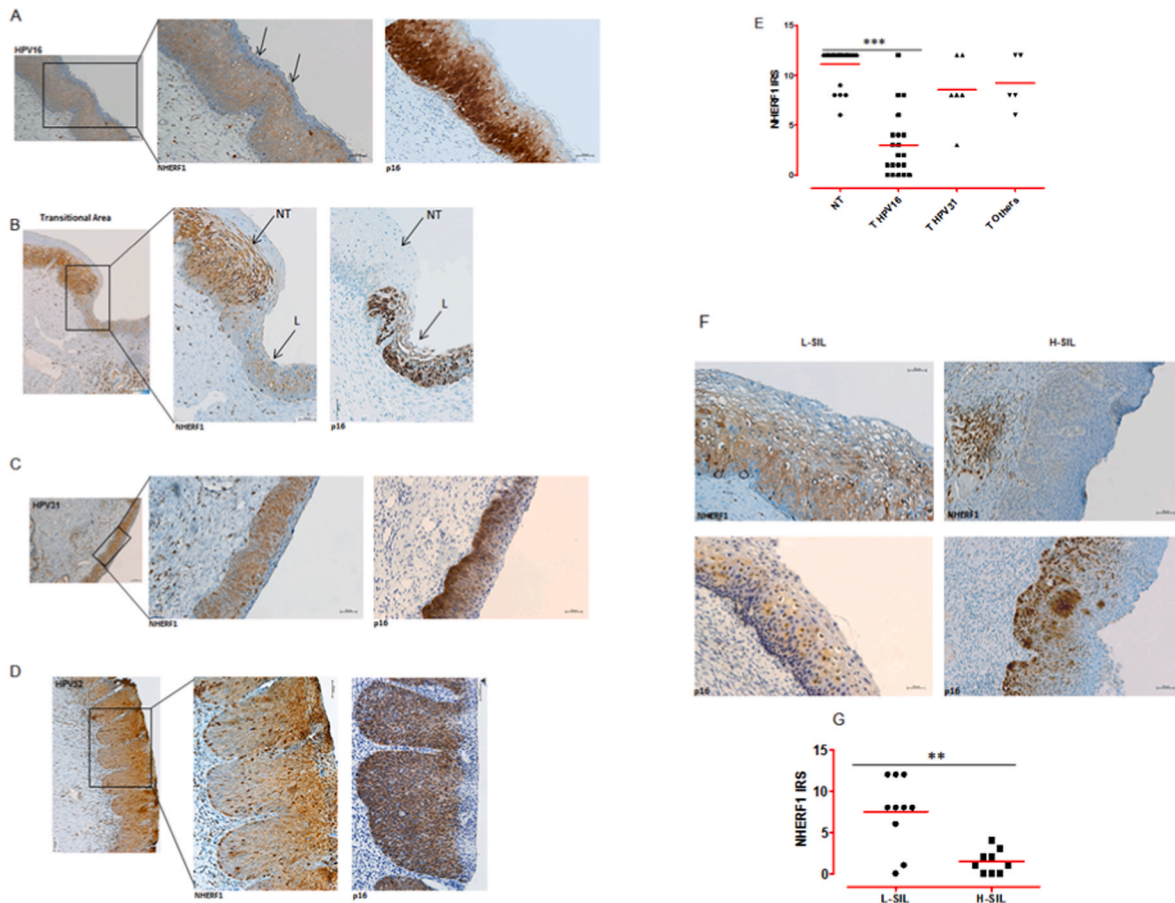 A
HPV16
NHERF1
p16
B
Transitional Area
NT
NT
L
L
NHERF1
p16
C
HPV31
NHERF1
p16
D
HPV52
NHERF1
p16
E
NHERF1 IRS
15
10
5
0
***
NT
T HPV16
T HPV31
T Others
F
L-SIL
H-SIL
NHERF1
NHERF1
p16
p16
G
NHERF1 IRS
15
10
5
0
**
L-SIL
H-SIL